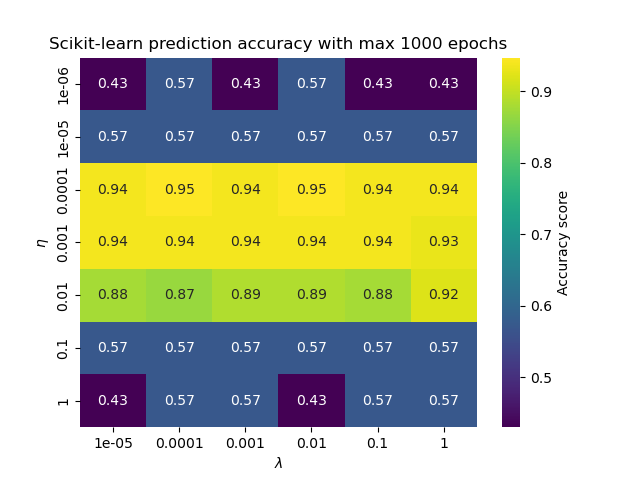 Scikit-learn prediction accuracy with max 1000 epochs
1e-06 0.43 0.57 0.43 0.57 0.43 0.43
1e-05 0.57 0.57 0.57 0.57 0.57 0.57
0.0001 0.94 0.95 0.94 0.95 0.94 0.94
0.001 0.94 0.94 0.94 0.94 0.94 0.93
0.01 0.88 0.87 0.89 0.89 0.88 0.92
0.1 0.57 0.57 0.57 0.57 0.57 0.57
1 0.43 0.57 0.57 0.43 0.57 0.57
1e-05 0.0001 0.001 0.01 0.1 1
λ
η
0.9
0.8
0.7
0.6
0.5
Accuracy score